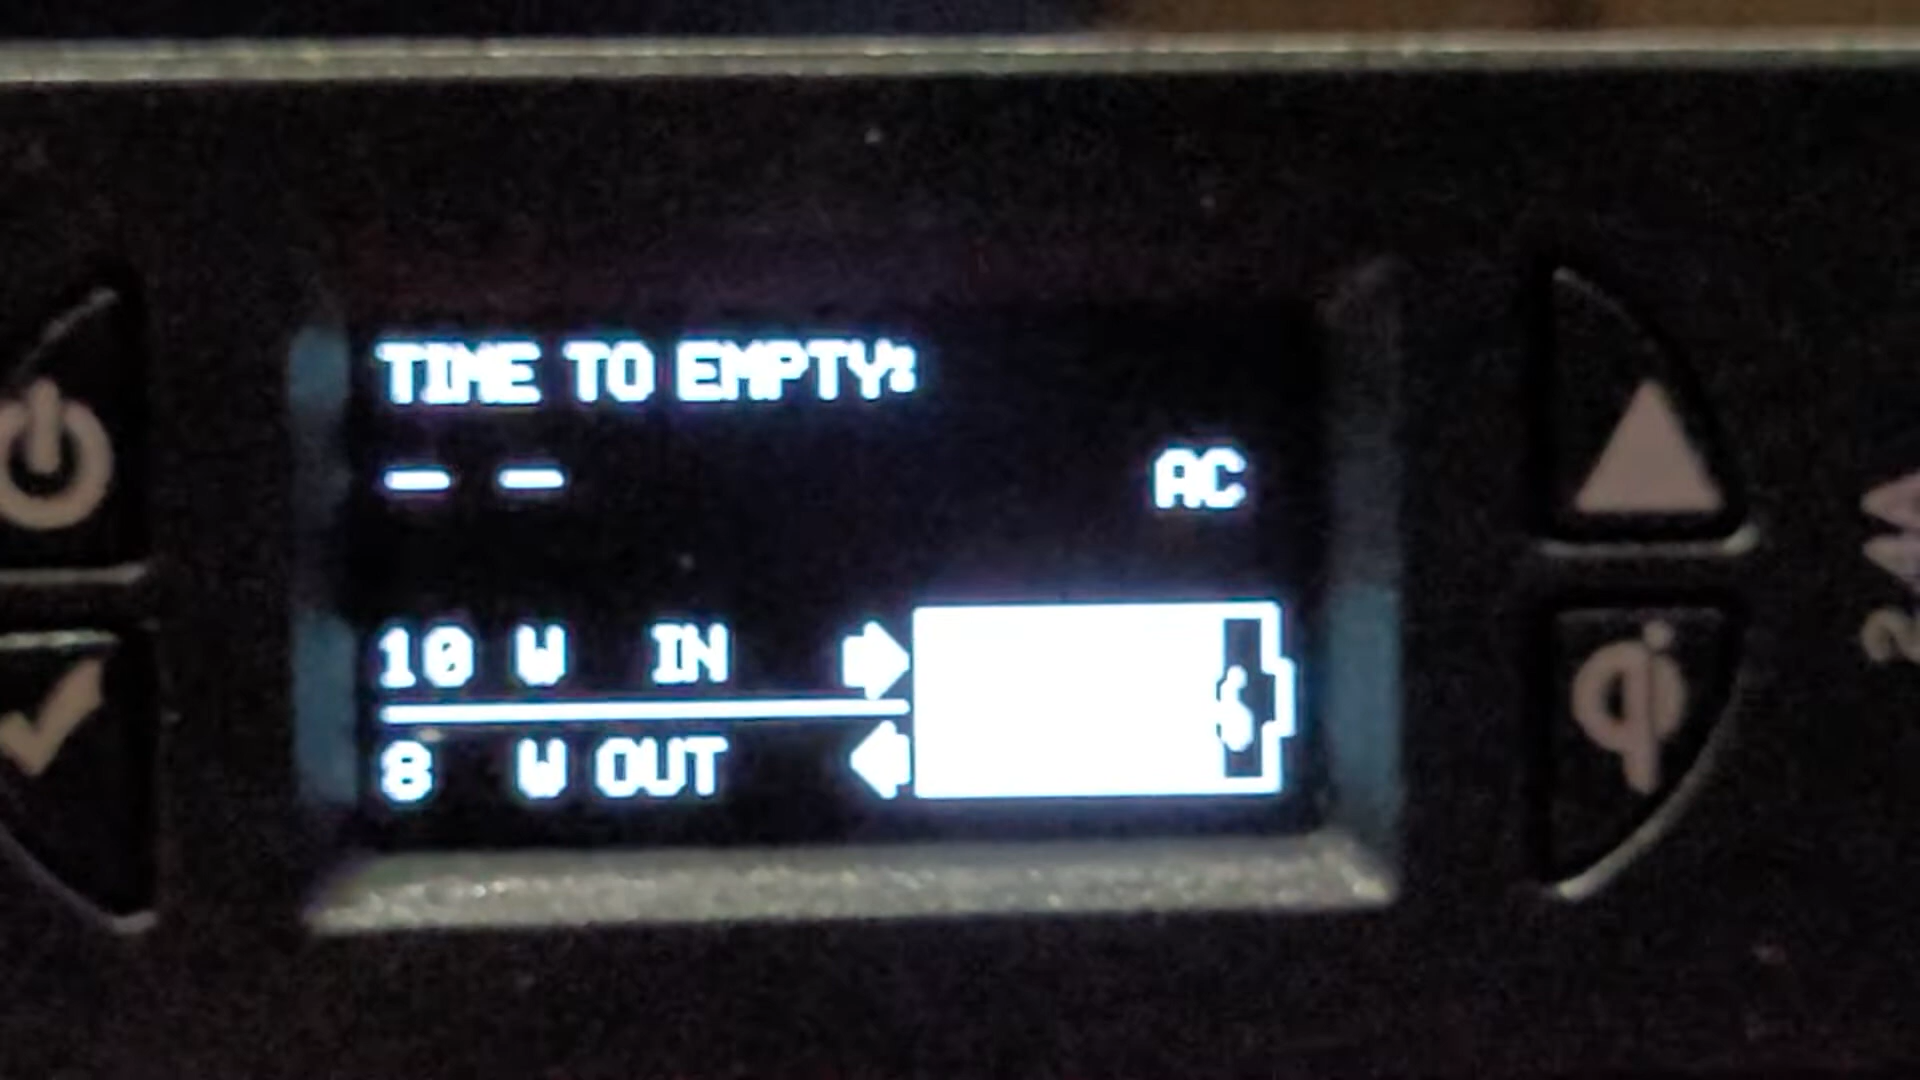 TIME TO EMPTY:
– –
AC
10 W IN
8 W OUT
qi